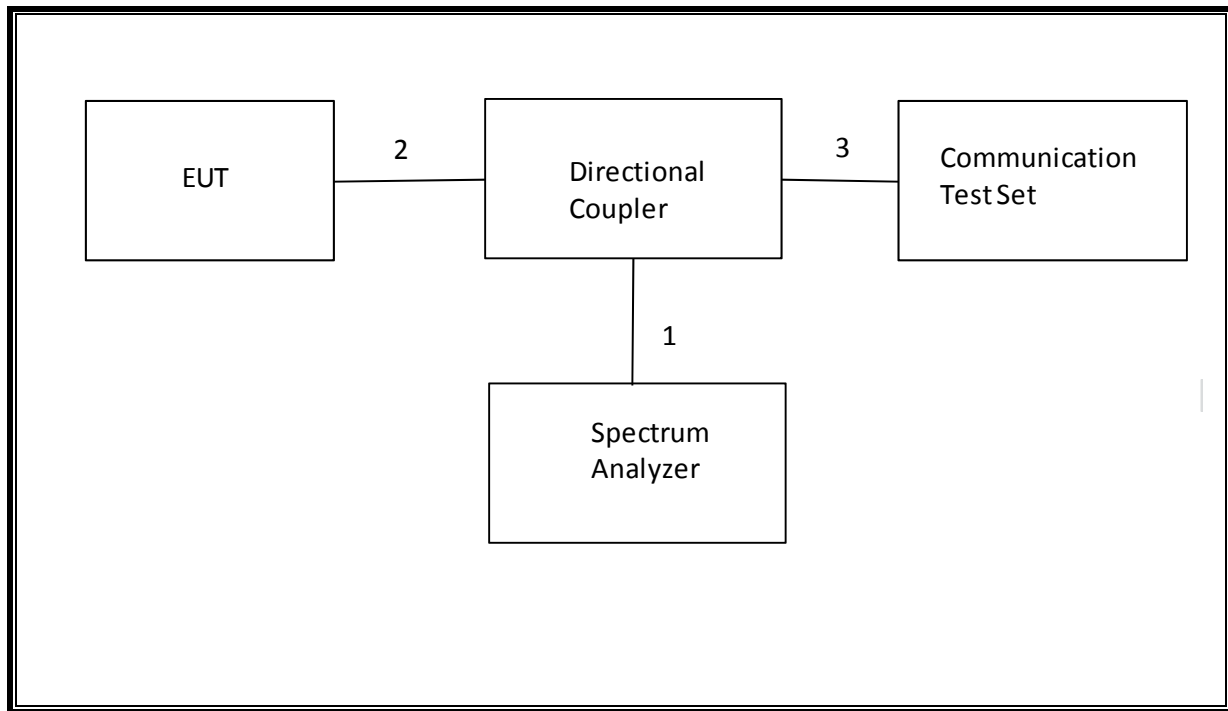 EUT
2
Directional
Coupler
3
Communication
Test Set
1
Spectrum
Analyzer